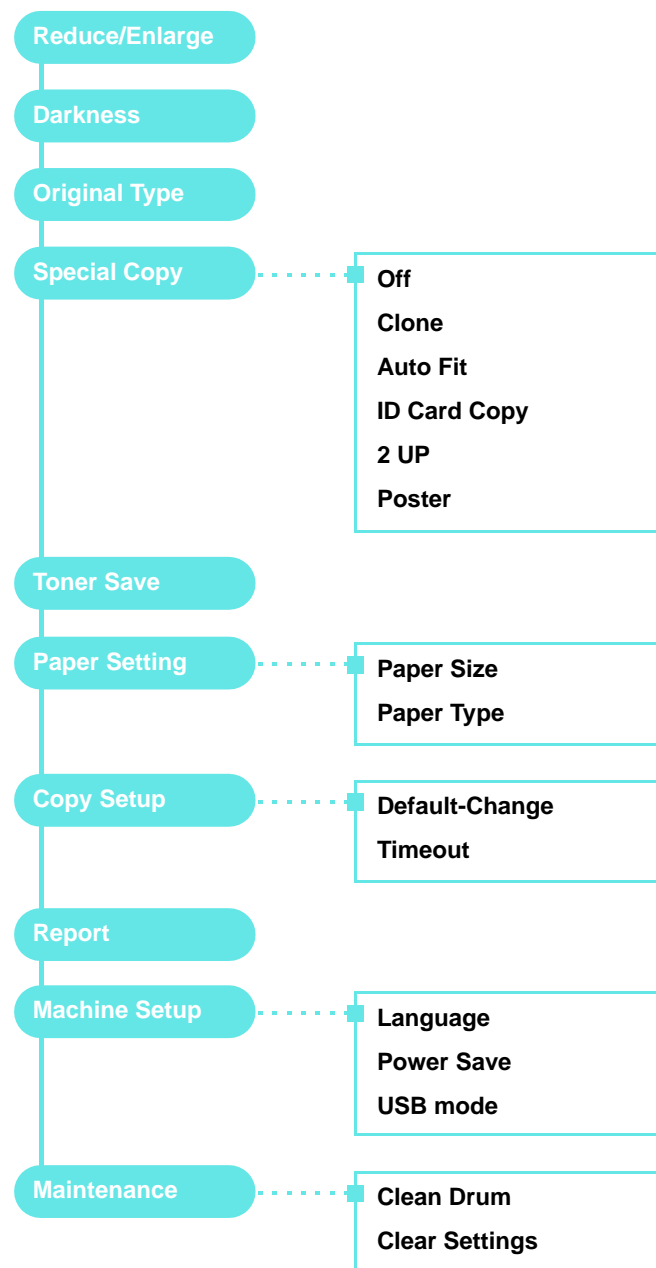 Reduce/Enlarge
Darkness
Original Type
Special Copy
Off
Clone
Auto Fit
ID Card Copy
2 UP
Poster
Toner Save
Paper Setting
Paper Size
Paper Type
Copy Setup
Default-Change
Timeout
Report
Machine Setup
Language
Power Save
USB mode
Maintenance
Clean Drum
Clear Settings